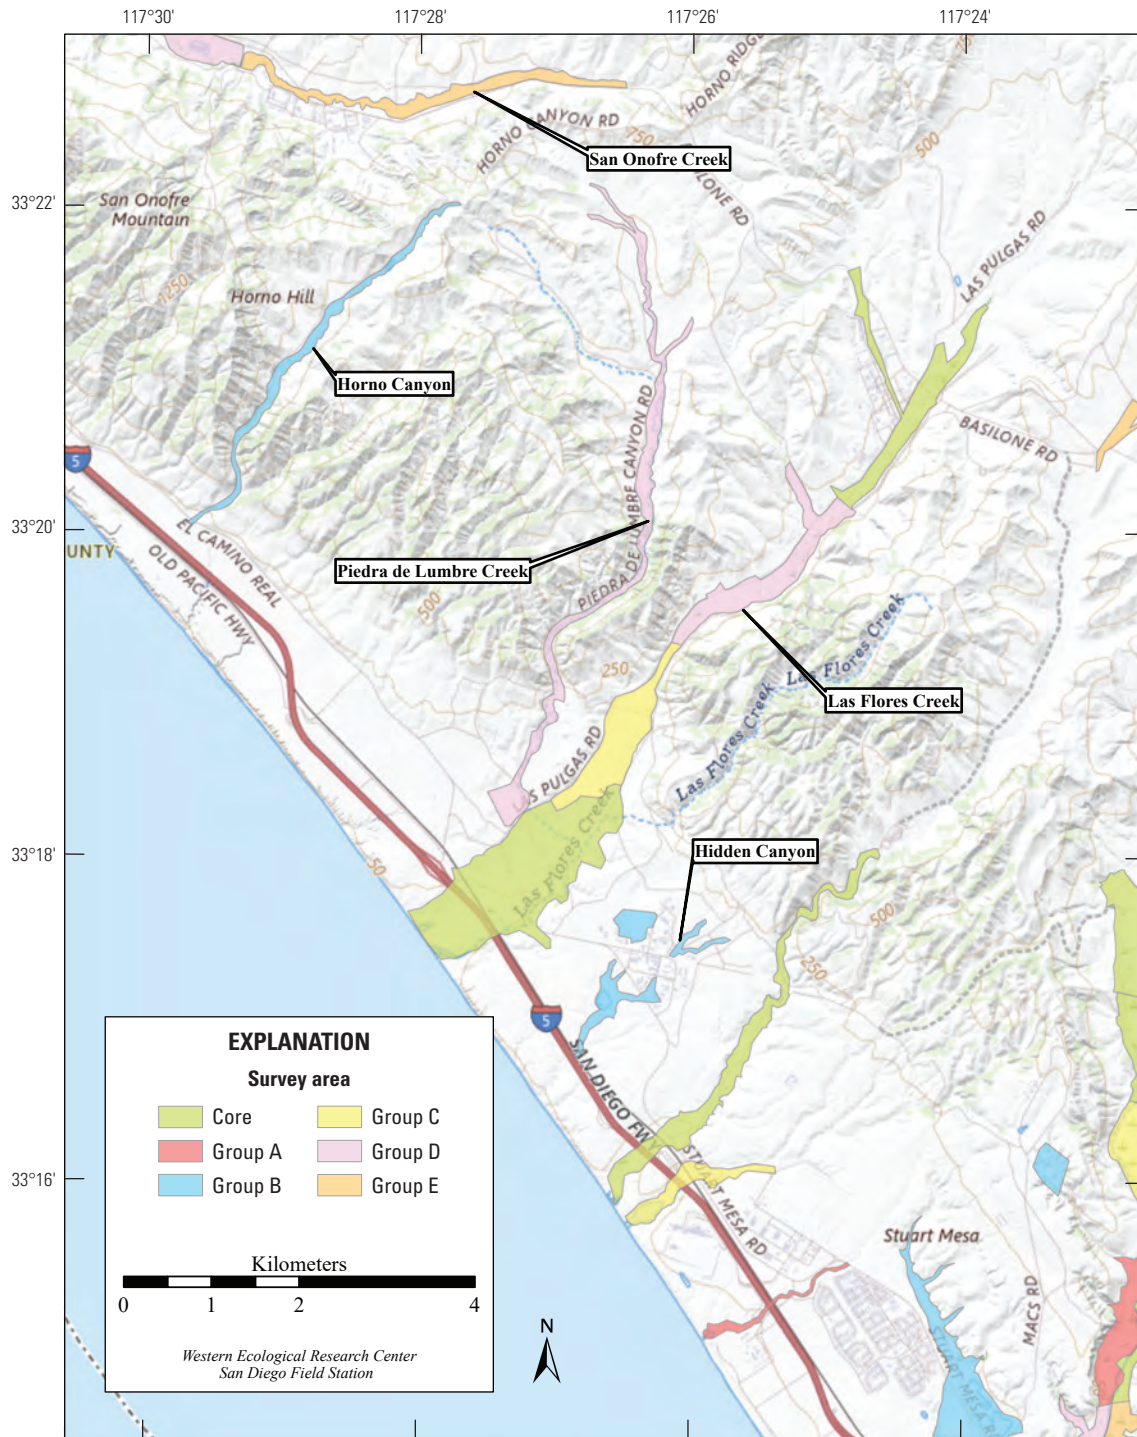 117°30'
117°28'
117°26'
117°24'
HORNO RIDGE
750
HORNO CANYON RD
750
500
San Onofre Creek
BASILONE RD
33°22'
San Onofre
Mountain
LAS PULGAS RD
1250
Horno Hill
Horno Canyon
PIEDRA DE LUMBRE CANYON RD
BASILONE RD
5
33°20'
EL CAMINO REAL
UNTY
OLD PACIFIC HWY
Piedra de Lumbre Creek
500
250
Las Flores Creek
Las Flores Creek
Las Flores Creek
LAS PULGAS RD
Las Flores Creek
33°18'
50
Hidden Canyon
500
250
5
SAN DIEGO FWY
33°16'
STUART MESA RD
Stuart Mesa
MACS RD
STUART MESA RD
EXPLANATION
Survey area
Core
Group A
Group B
Group C
Group D
Group E
Kilometers
0 1 2 4
Western Ecological Research Center
San Diego Field Station
N